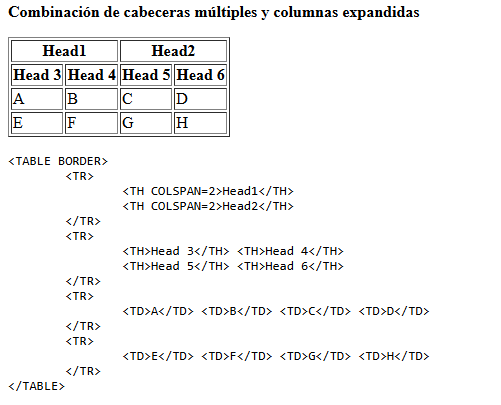 Combinación de cabeceras múltiples y columnas expandidas
Head1 Head2
Head 3 Head 4 Head 5 Head 6
A B C D
E F G H
<TABLE BORDER>
<TR>
<TH COLSPAN=2>Head1</TH>
<TH COLSPAN=2>Head2</TH>
</TR>
<TR>
<TH>Head 3</TH> <TH>Head 4</TH>
<TH>Head 5</TH> <TH>Head 6</TH>
</TR>
<TR>
<TD>A</TD> <TD>B</TD> <TD>C</TD> <TD>D</TD>
</TR>
<TR>
<TD>E</TD> <TD>F</TD> <TD>G</TD> <TD>H</TD>
</TR>
</TABLE>